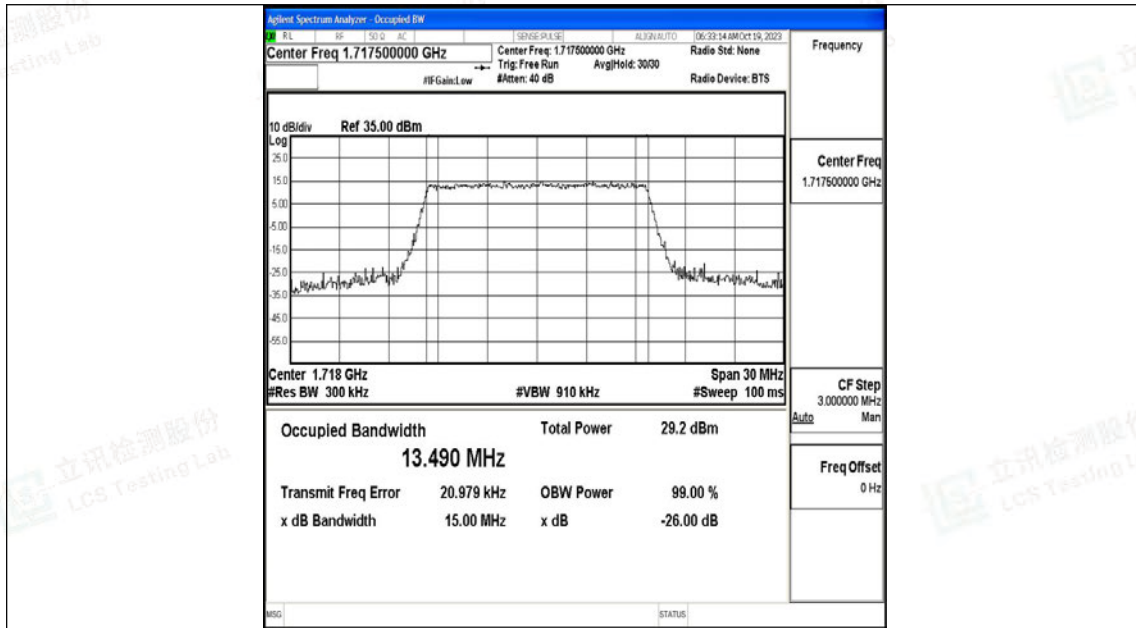 Agilent Spectrum Analyzer - Occupied BW
RL RF 50 Ω AC SENSE:PULSE ALIGNAUTO 06:33:14 AM Oct 19, 2023
Center Freq 1.717500000 GHz
Center Freq: 1.717500000 GHz
Radio Std: None
Trig: Free Run Avg|Hold: 30/30
#IFGain:Low
#Atten: 40 dB
Radio Device: BTS
Frequency
10 dB/div Ref 35.00 dBm
Log
25.0
15.0
5.00
-5.00
-15.0
-25.0
-35.0
-45.0
-55.0
Center 1.718 GHz
Span 30 MHz
#Res BW 300 kHz
#VBW 910 kHz
#Sweep 100 ms
Center Freq
1.717500000 GHz
CF Step
3.000000 MHz
Auto Man
Freq Offset
0 Hz
Occupied Bandwidth
13.490 MHz
Total Power 29.2 dBm
Transmit Freq Error 20.979 kHz
OBW Power 99.00 %
x dB Bandwidth 15.00 MHz
x dB -26.00 dB
MSG
STATUS
立讯检测股份
LCS Testing Lab
立讯检测股份
LCS Testing L
测股份
sting Lab
立